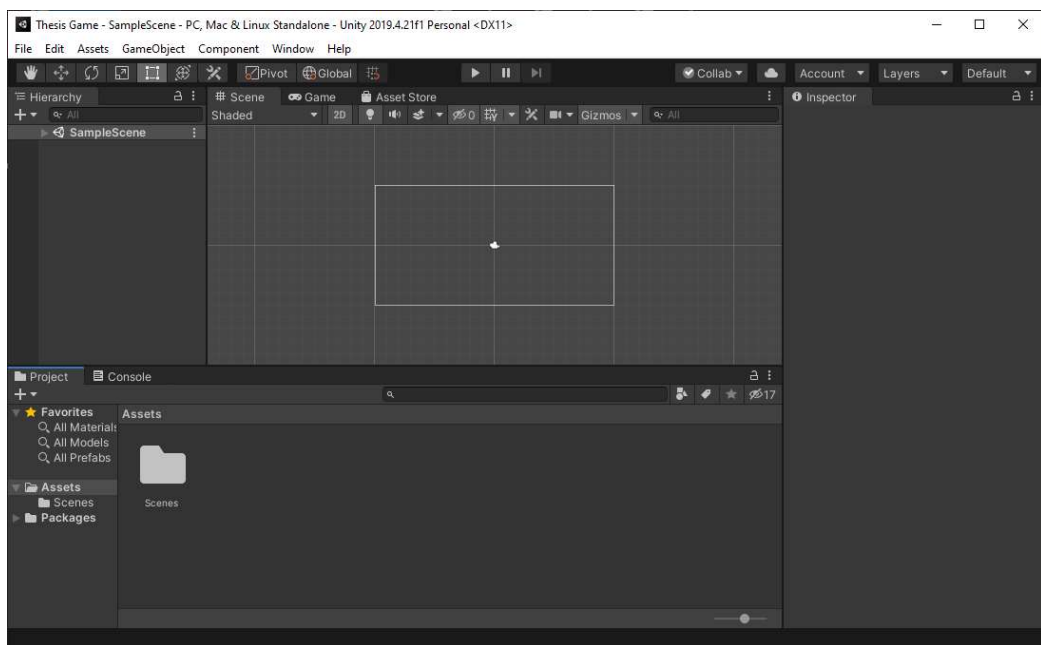 Thesis Game - SampleScene - PC, Mac & Linux Standalone - Unity 2019.4.21f1 Personal <DX11>
File Edit Assets GameObject Component Window Help
Pivot Global Collab Account Layers Default
Hierarchy Scene Game Asset Store Inspector
All Shaded 2D 0 Gizmos All
SampleScene
Project Console
17
Favorites Assets
All Materials
All Models
All Prefabs
Assets
Scenes Scenes
Packages